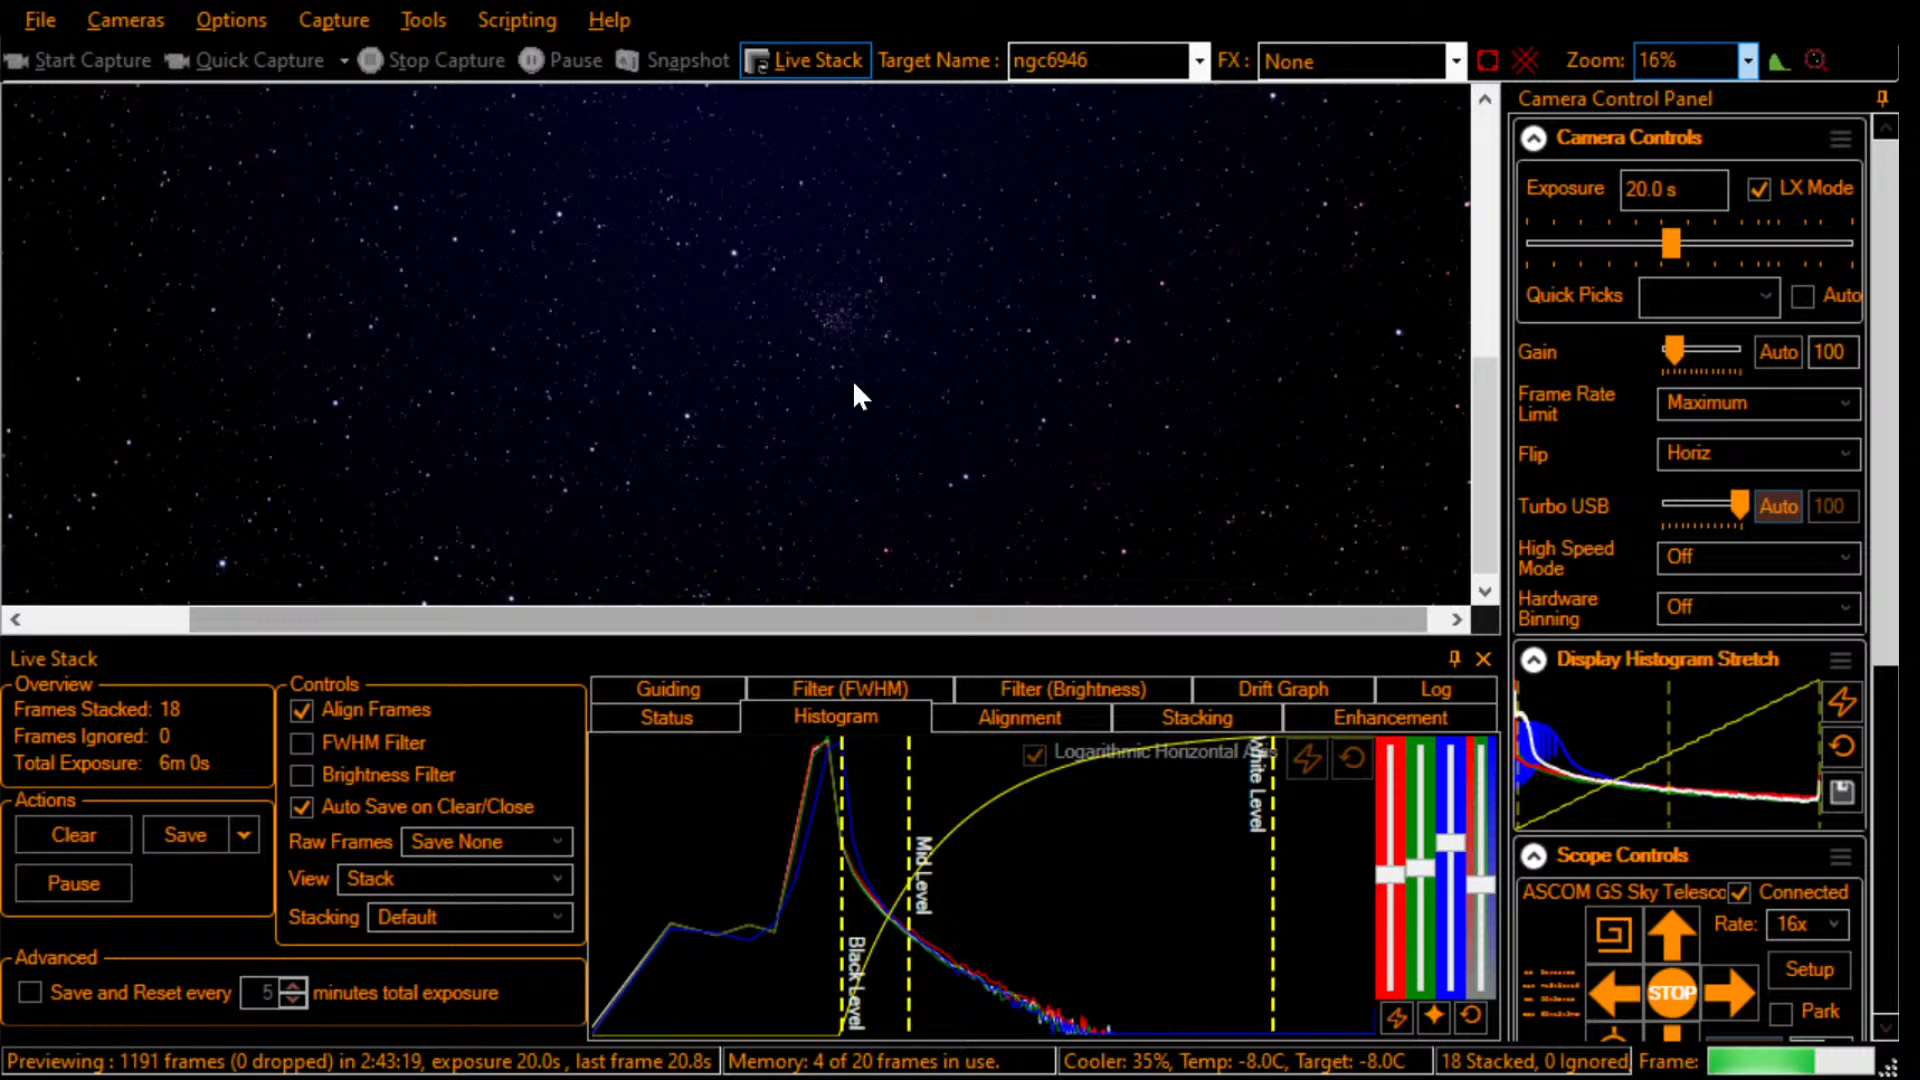 File Cameras Options Capture Tools Scripting Help
Start Capture Quick Capture Stop Capture Pause Snapshot Live Stack Target Name : ngc6946 FX : None Zoom: 16%
Camera Control Panel
Camera Controls
Exposure 20.0 s LX Mode
Quick Picks Auto
Gain Auto 100
Frame Rate Limit Maximum
Flip Horiz
Turbo USB Auto 100
High Speed Mode Off
Hardware Binning Off
Display Histogram Stretch
Scope Controls
ASCOM GS Sky Telesco Connected
Rate: 16x
Setup
STOP
Park
Live Stack
Overview
Frames Stacked: 18
Frames Ignored: 0
Total Exposure: 6m 0s
Actions
Clear Save
Pause
Controls
Align Frames
FWHM Filter
Brightness Filter
Auto Save on Clear/Close
Raw Frames Save None
View Stack
Stacking Default
Advanced
Save and Reset every 5 minutes total exposure
Guiding Filter (FWHM) Filter (Brightness) Drift Graph Log
Status Histogram Alignment Stacking Enhancement
Logarithmic Horizontal
Black Level
Mid Level
White Level
Previewing : 1191 frames (0 dropped) in 2:43:19, exposure 20.0s , last frame 20.8s Memory: 4 of 20 frames in use. Cooler: 35%, Temp: -8.0C, Target: -8.0C 18 Stacked, 0 Ignored Frame: